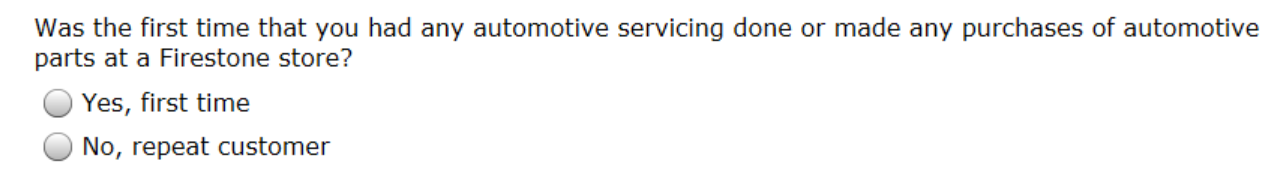 Was the first time that you had any automotive servicing done or made any purchases of automotive
parts at a Firestone store?
Yes, first time
No, repeat customer